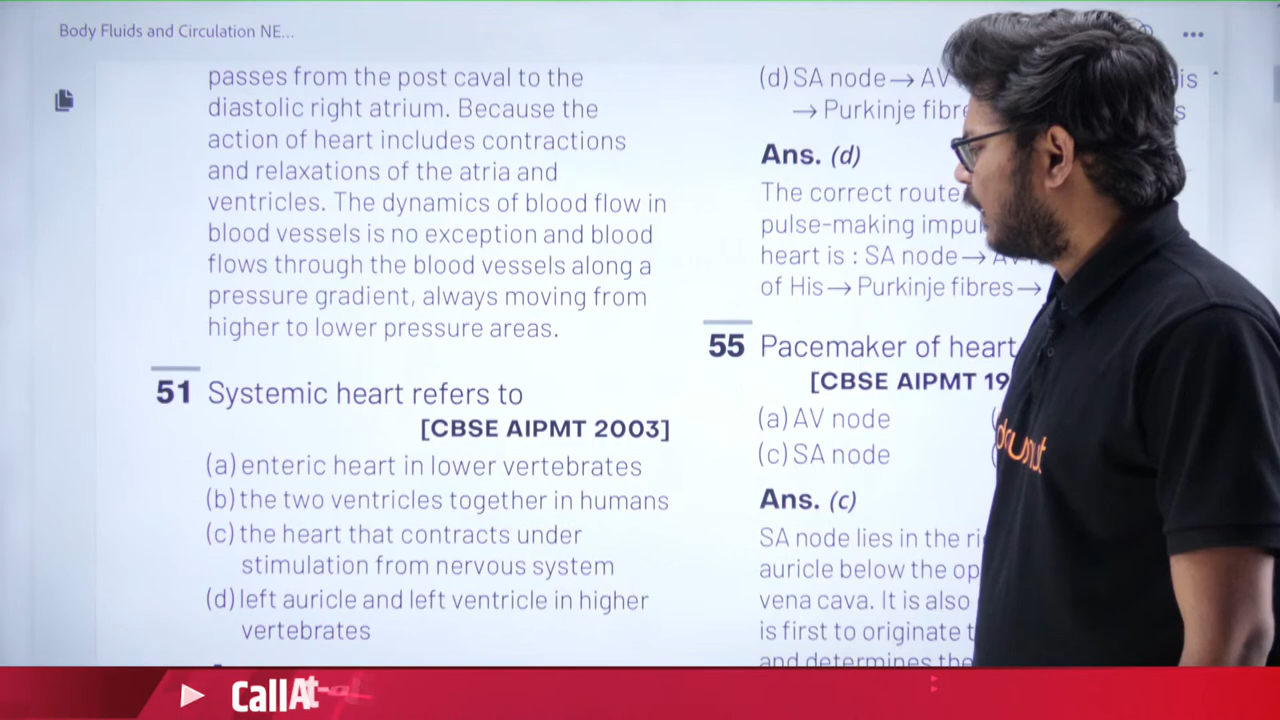 Body Fluids and Circulation NE...
passes from the post caval to the
diastolic right atrium. Because the
action of heart includes contractions
and relaxations of the atria and
ventricles. The dynamics of blood flow in
blood vessels is no exception and blood
flows through the blood vessels along a
pressure gradient, always moving from
higher to lower pressure areas.
51 Systemic heart refers to
[CBSE AIPMT 2003]
(a) enteric heart in lower vertebrates
(b) the two ventricles together in humans
(c) the heart that contracts under
stimulation from nervous system
(d) left auricle and left ventricle in higher
vertebrates
(d) SA node → AV
→ Purkinje fibre
Ans. (d)
The correct route
pulse-making
heart is : SA node →
of His → Purkinje fibres →
55 Pacemaker of heart
[CBSE AIPMT 19
(a) AV node
(c) SA node
Ans. (c)
SA node lies in the
auricle below the
vena cava. It is also
is first to originate
and determines the
Call